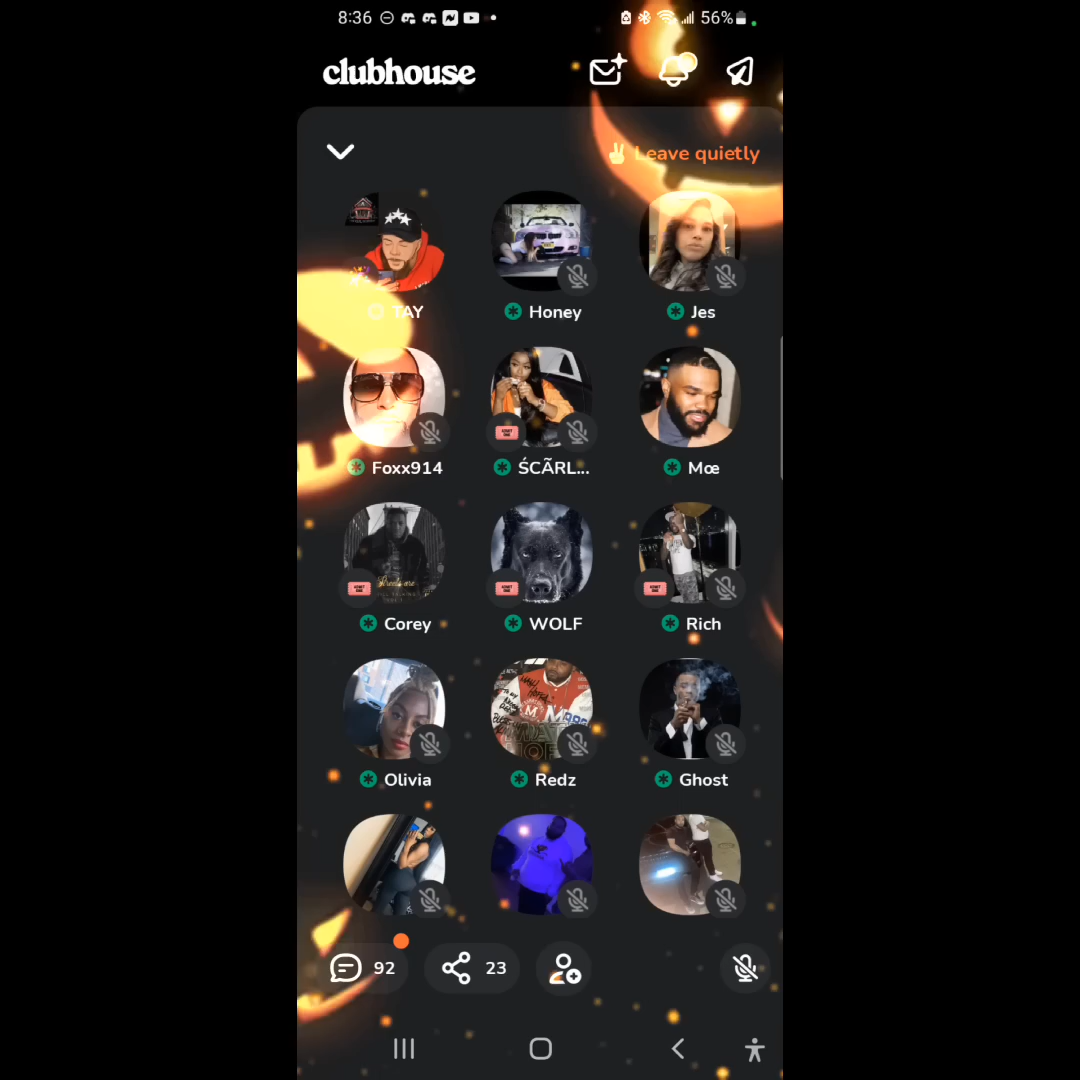 8:36 56%
clubhouse
✌ Leave quietly
TAY Honey Jes
Foxx914 ŚCÃRL... Mœ
Corey WOLF Rich
Olivia Redz Ghost
92 23